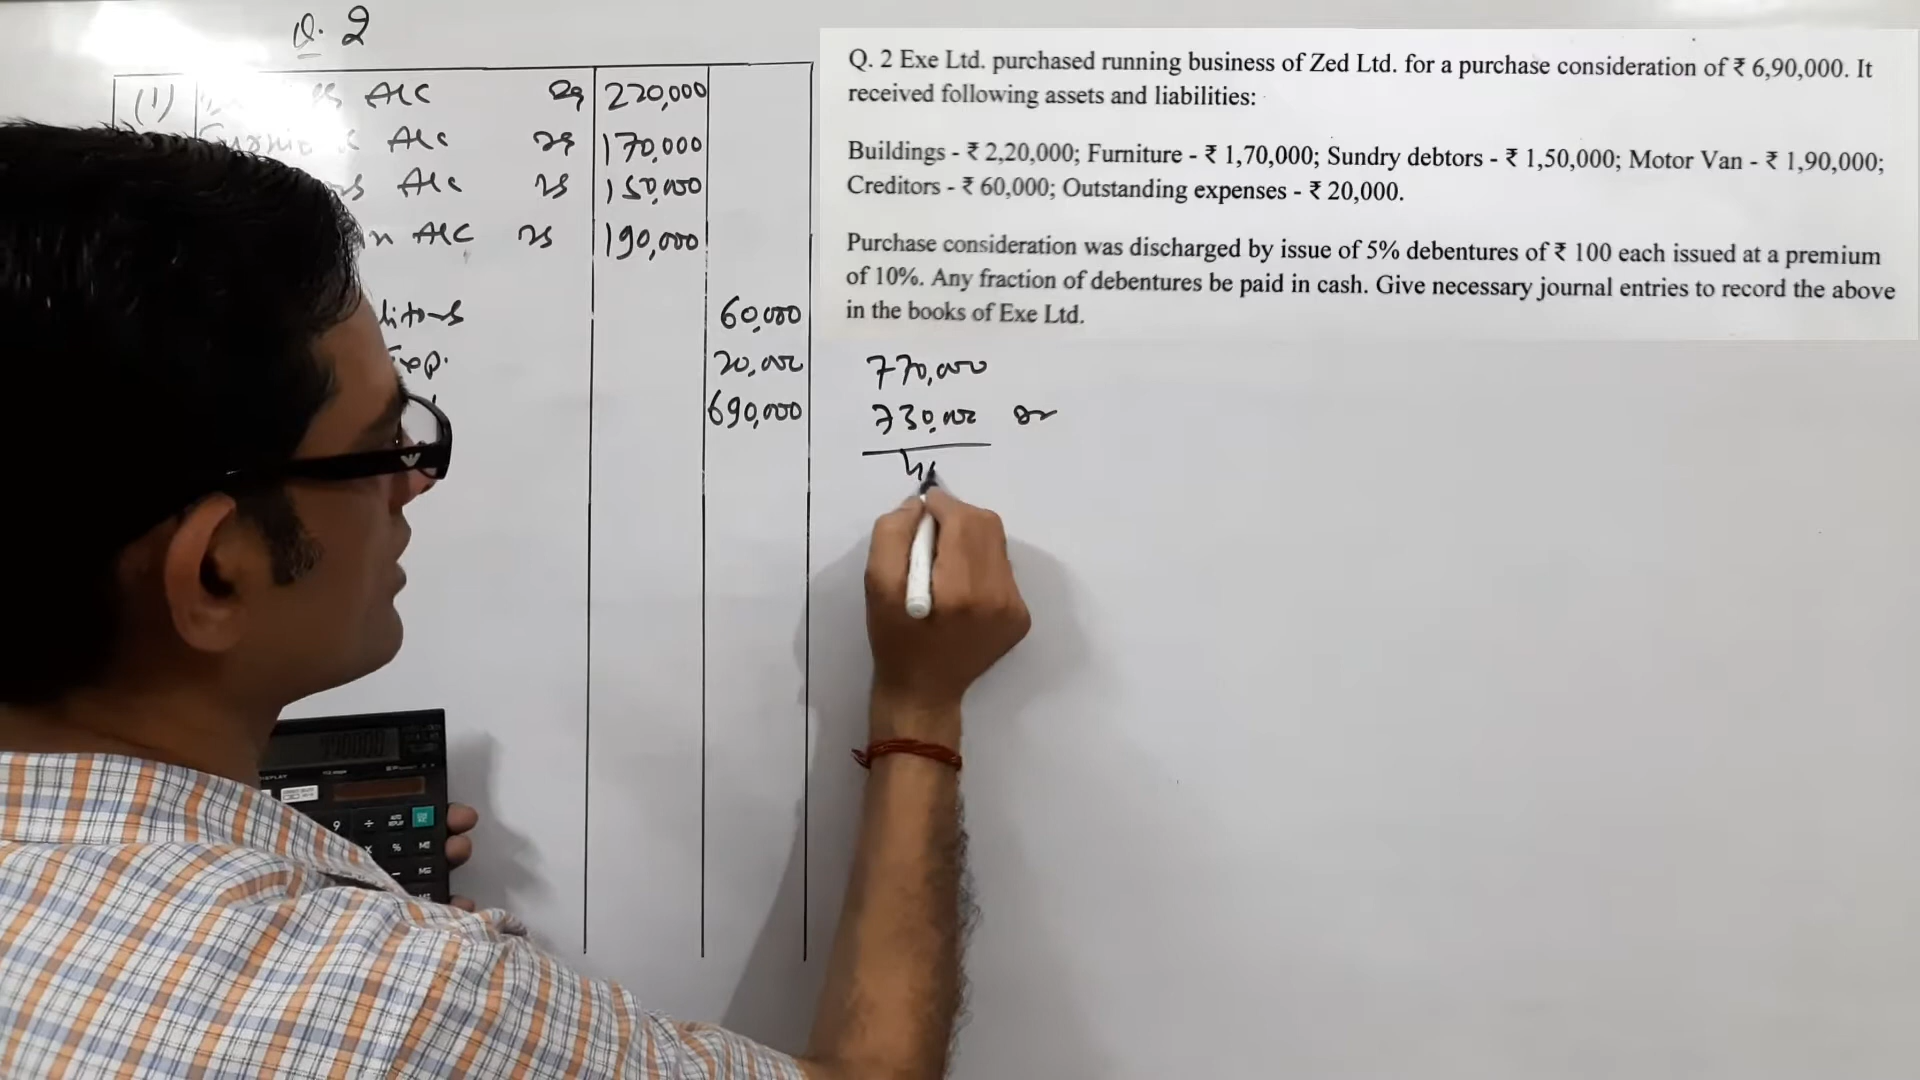 Q. 2
Q. 2 Exe Ltd. purchased running business of Zed Ltd. for a purchase consideration of ₹ 6,90,000. It
received following assets and liabilities:
Buildings - ₹ 2,20,000; Furniture - ₹ 1,70,000; Sundry debtors - ₹ 1,50,000; Motor Van - ₹ 1,90,000;
Creditors - ₹ 60,000; Outstanding expenses - ₹ 20,000.
Purchase consideration was discharged by issue of 5% debentures of ₹ 100 each issued at a premium
of 10%. Any fraction of debentures be paid in cash. Give necessary journal entries to record the above
in the books of Exe Ltd.
(1) A/C Dr 220,000
A/c Dr 170,000
A/c Dr 150,000
A/C Dr 190,000
60,000
Exp. 20,000
690,000
770,000
730,000 Dr